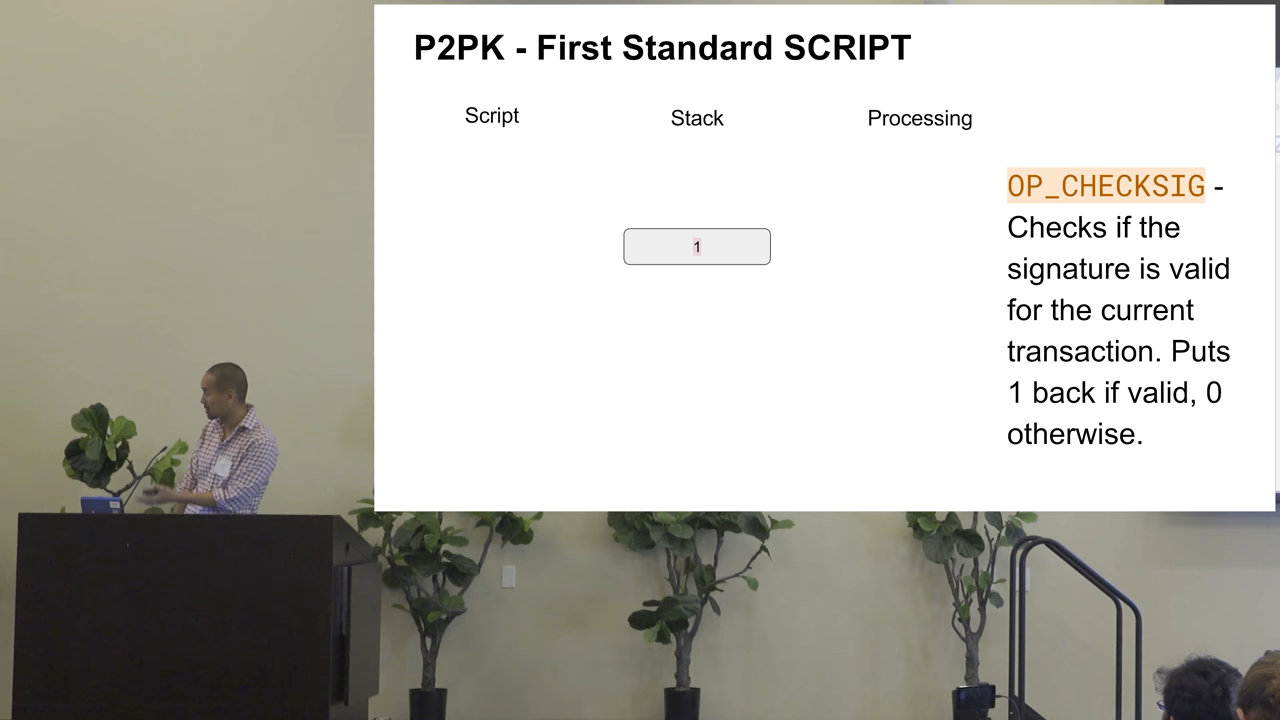 P2PK - First Standard SCRIPT
Script
Stack
Processing
1
OP_CHECKSIG -
Checks if the
signature is valid
for the current
transaction. Puts
1 back if valid, 0
otherwise.